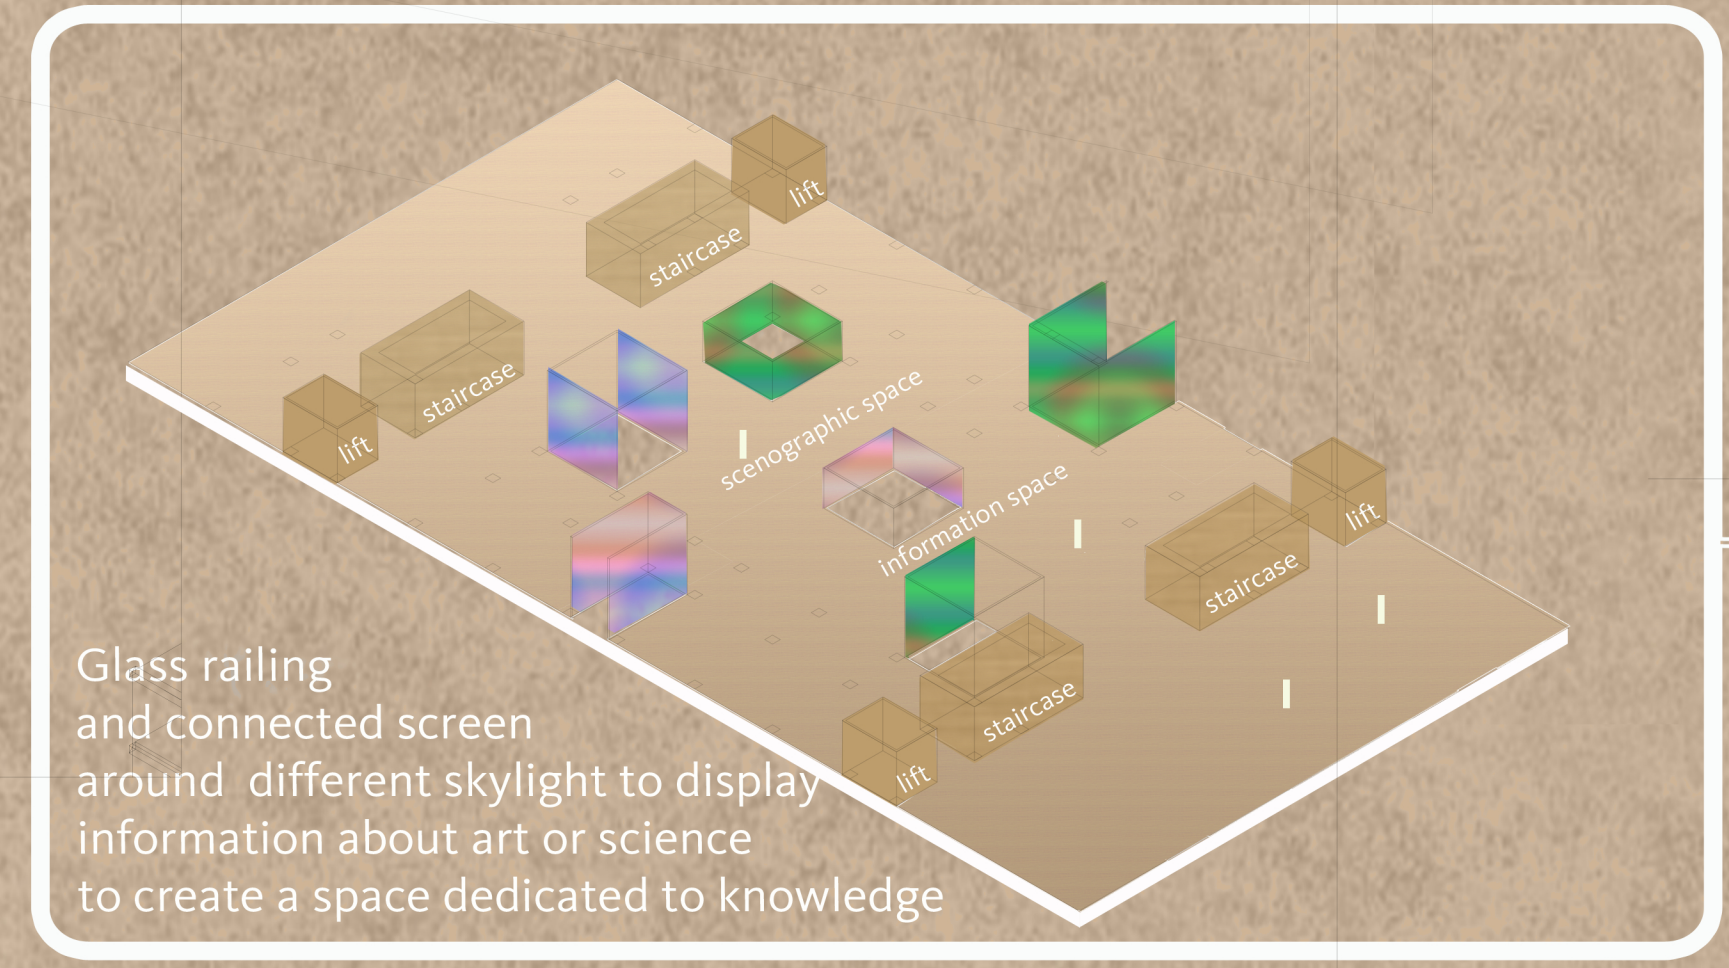 lift
staircase
staircase
scenographic space
lift
information space
lift
staircase
staircase
lift
Glass railing
and connected screen
around different skylight to display
information about art or science
to create a space dedicated to knowledge